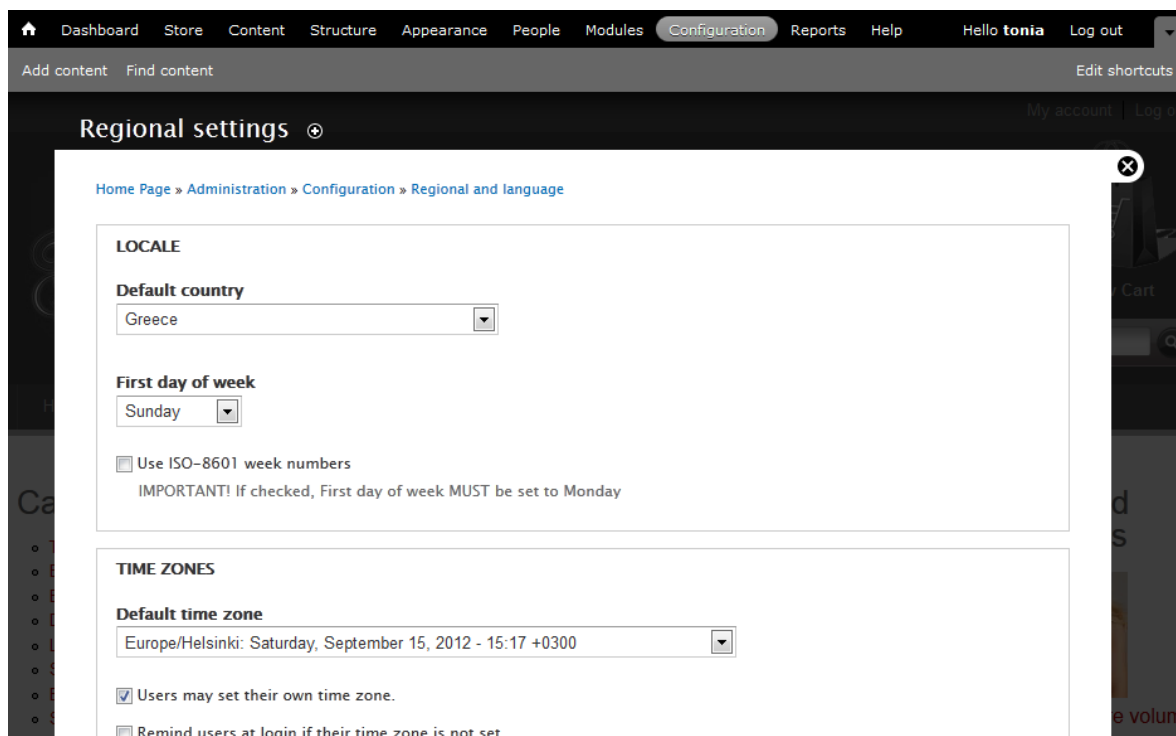 Dashboard Store Content Structure Appearance People Modules Configuration Reports Help Hello tonia Log out
Add content Find content Edit shortcuts
My account Log
Regional settings
Home Page » Administration » Configuration » Regional and language
LOCALE
Default country
Greece
Cart
First day of week
Sunday
Use ISO-8601 week numbers
IMPORTANT! If checked, First day of week MUST be set to Monday
TIME ZONES
Default time zone
Europe/Helsinki: Saturday, September 15, 2012 - 15:17 +0300
Users may set their own time zone.
Remind users at login if their time zone is not set.